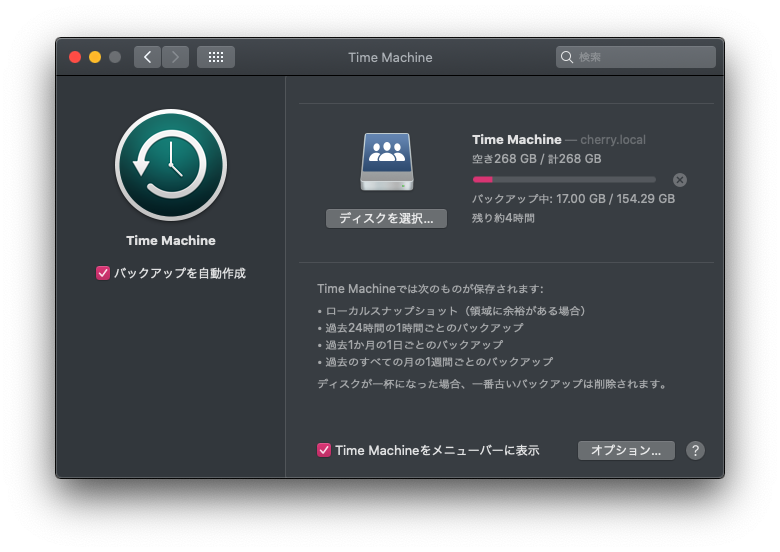 Time Machine
検索
Time Machine
バックアップを自動作成
ディスクを選択...
Time Machine — cherry.local
空き268 GB / 計268 GB
バックアップ中: 17.00 GB / 154.29 GB
残り約4時間
Time Machineでは次のものが保存されます:
• ローカルスナップショット（領域に余裕がある場合）
• 過去24時間の1時間ごとのバックアップ
• 過去1か月の1日ごとのバックアップ
• 過去のすべての月の1週間ごとのバックアップ
ディスクが一杯になった場合、一番古いバックアップは削除されます。
Time Machineをメニューバーに表示
オプション...
?